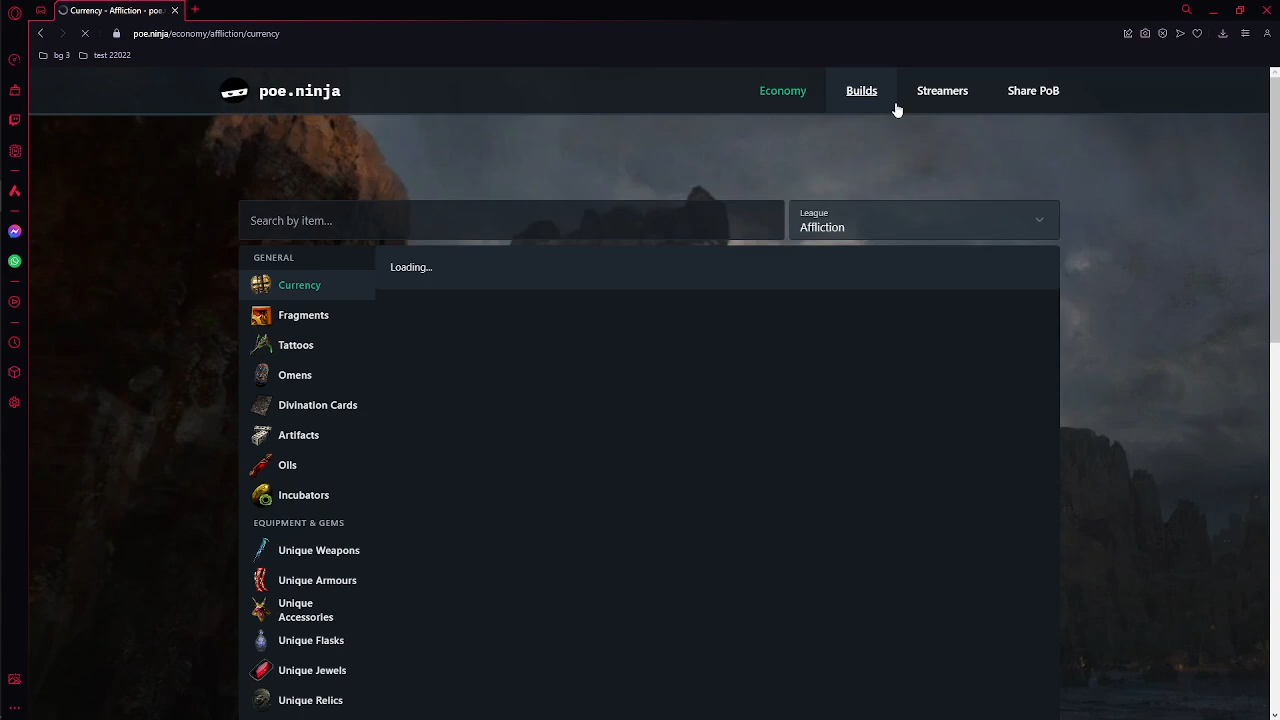 Currency - Affliction - poe.
poe.ninja/economy/affliction/currency
bg 3
test 22022
poe.ninja
Economy
Builds
Streamers
Share PoB
Search by item...
League
Affliction
GENERAL
Loading...
Currency
Fragments
Tattoos
Omens
Divination Cards
Artifacts
Oils
Incubators
EQUIPMENT & GEMS
Unique Weapons
Unique Armours
Unique
Accessories
Unique Flasks
Unique Jewels
Unique Relics